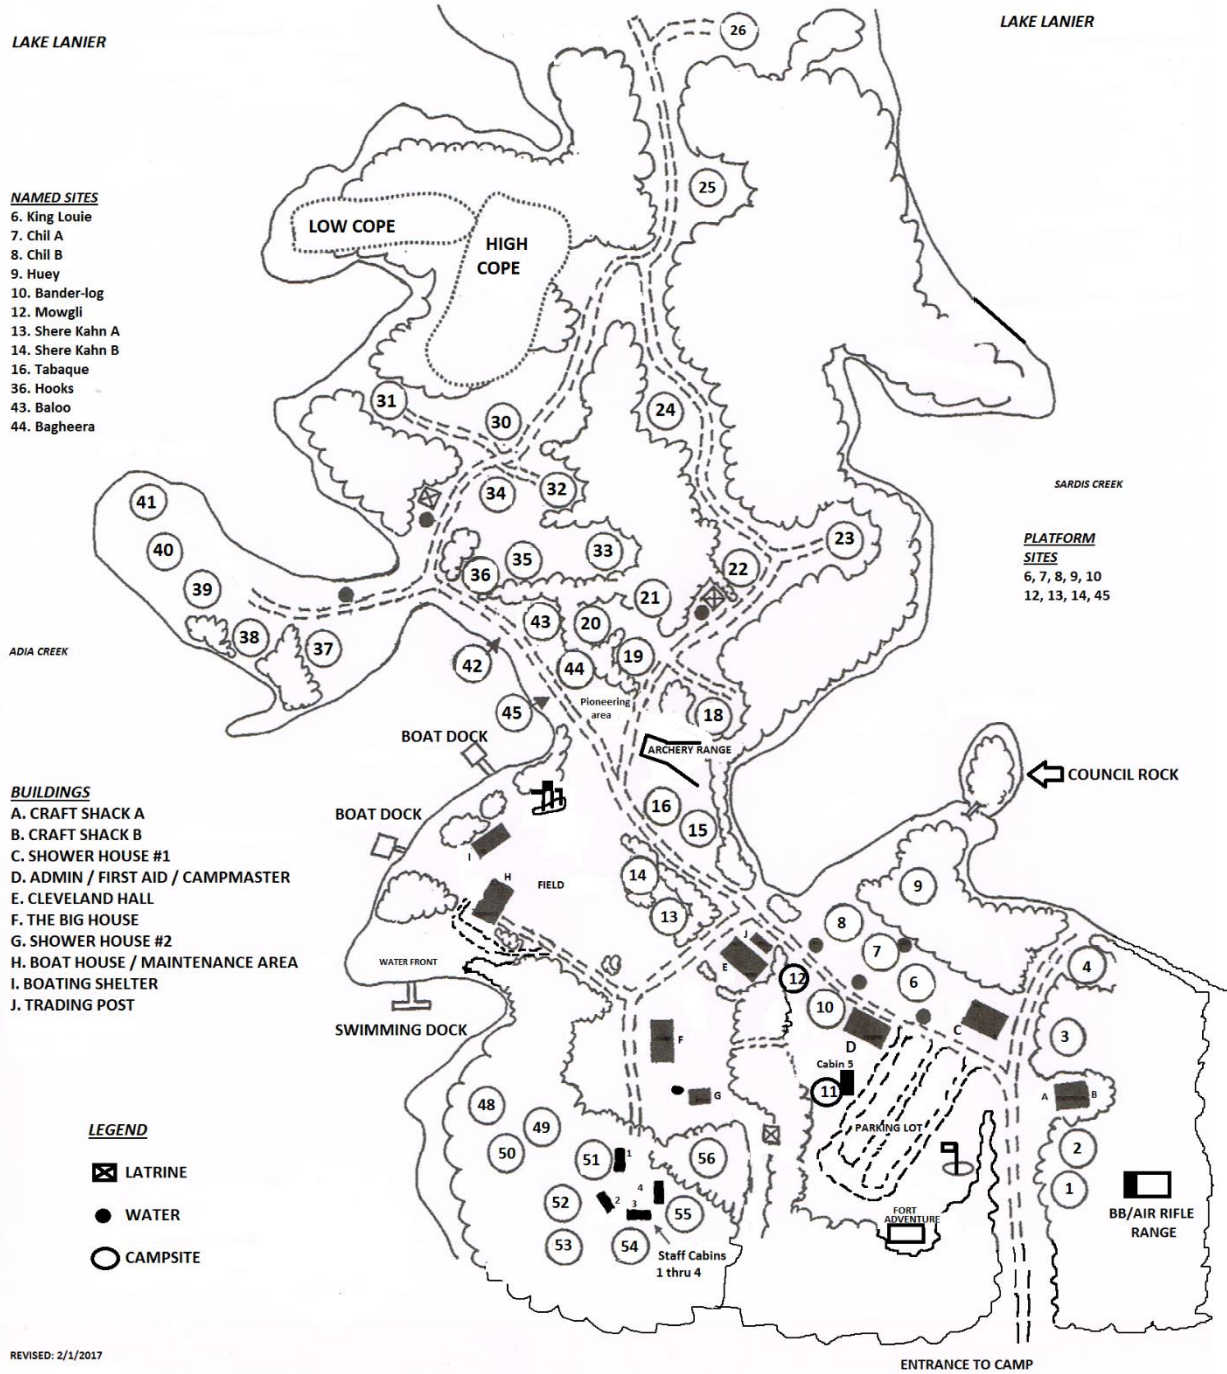 LAKE LANIER
LAKE LANIER
26
25
NAMED SITES
6. King Louie
7. Chil A
8. Chil B
9. Huey
10. Bander-log
12. Mowgli
13. Shere Kahn A
14. Shere Kahn B
16. Tabaque
36. Hooks
43. Baloo
44. Bagheera
LOW COPE
HIGH
COPE
31
30
24
34
32
41
40
39
38
37
35
33
36
23
22
21
SARDIS CREEK
PLATFORM
SITES
6, 7, 8, 9, 10
12, 13, 14, 45
43
20
19
ADIA CREEK
42
44
45
Pioneering
area
18
BOAT DOCK
ARCHERY RANGE
COUNCIL ROCK
BUILDINGS
A. CRAFT SHACK A
B. CRAFT SHACK B
C. SHOWER HOUSE #1
D. ADMIN / FIRST AID / CAMPMASTER
E. CLEVELAND HALL
F. THE BIG HOUSE
G. SHOWER HOUSE #2
H. BOAT HOUSE / MAINTENANCE AREA
I. BOATING SHELTER
J. TRADING POST
BOAT DOCK
16
15
I
H
FIELD
14
13
9
8
7
6
J
E
12
10
WATER FRONT
SWIMMING DOCK
4
3
C
D
F
Cabin 5
11
G
A
B
PARKING LOT
48
49
50
51
1
56
2
1
LEGEND
LATRINE
WATER
CAMPSITE
52
2
4
3
55
53
54
Staff Cabins
1 thru 4
FORT
ADVENTURE
BB/AIR RIFLE
RANGE
REVISED: 2/1/2017
ENTRANCE TO CAMP